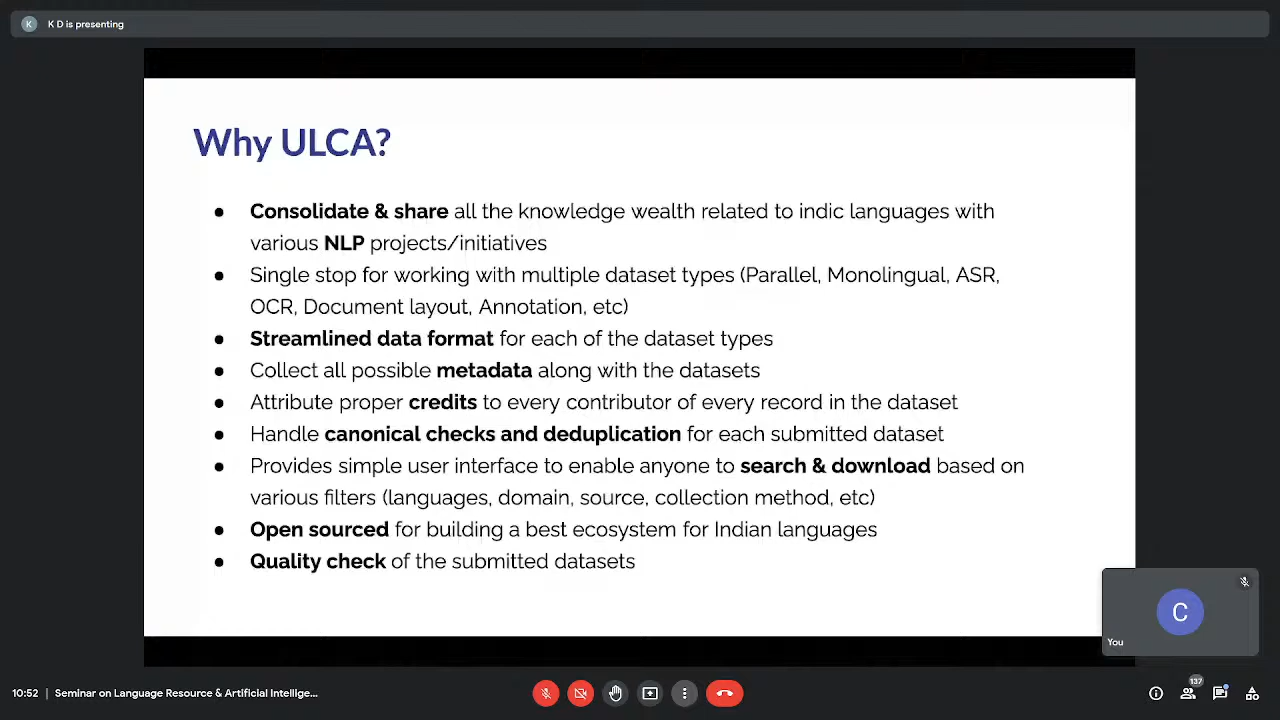 K
K D is presenting
Why ULCA?
● Consolidate & share all the knowledge wealth related to indic languages with
various NLP projects/initiatives
● Single stop for working with multiple dataset types (Parallel, Monolingual, ASR,
OCR, Document layout, Annotation, etc)
● Streamlined data format for each of the dataset types
● Collect all possible metadata along with the datasets
● Attribute proper credits to every contributor of every record in the dataset
● Handle canonical checks and deduplication for each submitted dataset
● Provides simple user interface to enable anyone to search & download based on
various filters (languages, domain, source, collection method, etc)
● Open sourced for building a best ecosystem for Indian languages
● Quality check of the submitted datasets
C
You
10:52 | Seminar on Language Resource & Artificial Intellige...
137